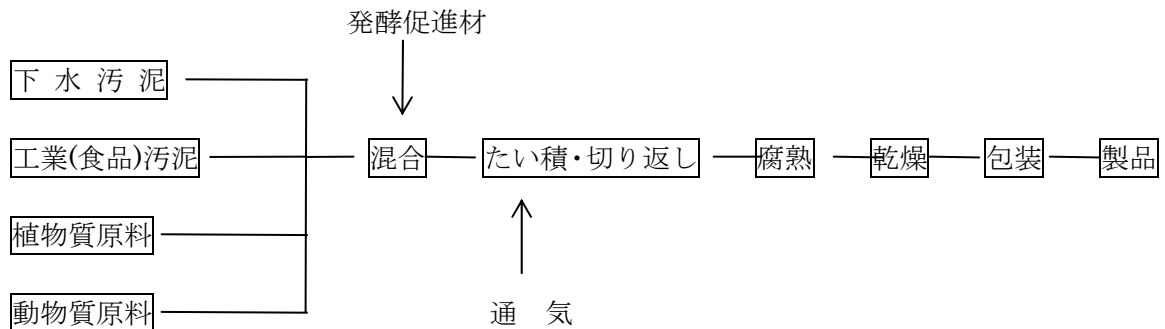 発酵促進材
下 水 汚 泥
工業(食品)汚泥 混合 たい積・切り返し 腐熟 乾燥 包装 製品
植物質原料
動物質原料 通 気